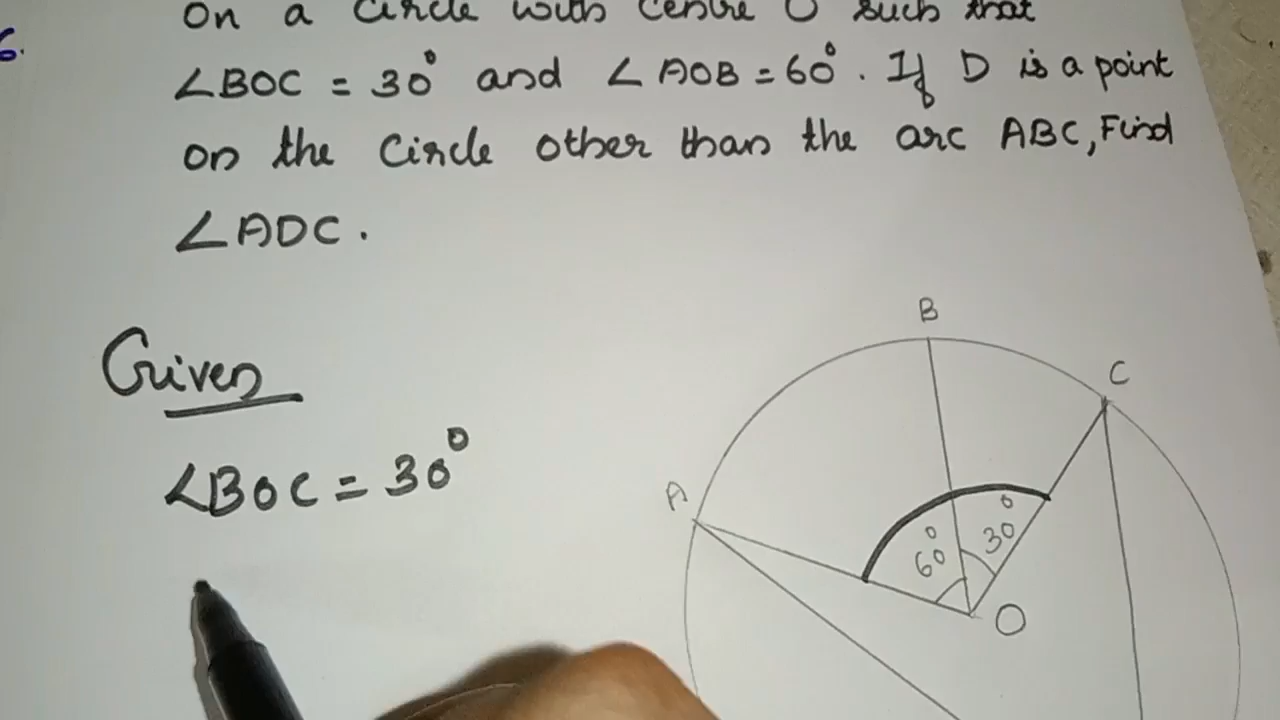 6.
On a Circle with Centre O such that
∠BOC = 30° and ∠AOB = 60°. If D is a point
on the Circle other than the arc ABC, Find
∠ADC.
Given
∠BOC = 30°
B
C
A
60°
30°
O